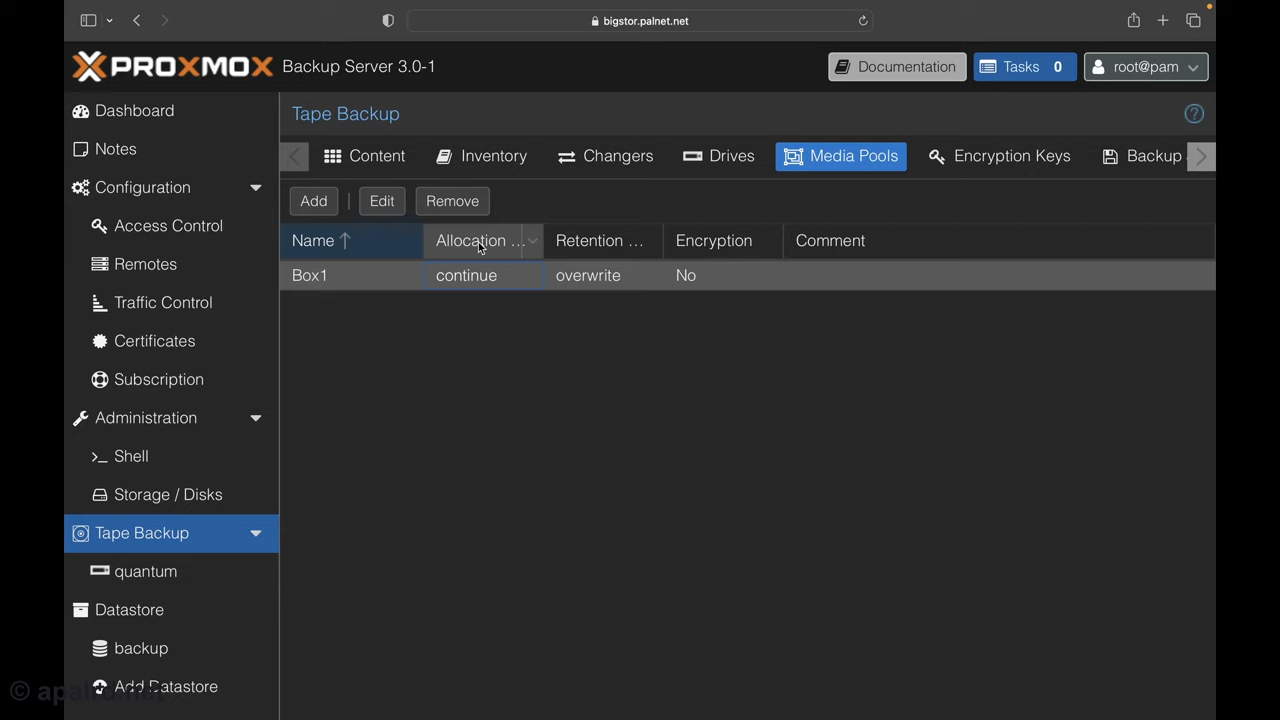 bigstor.palnet.net
PROXMOX Backup Server 3.0-1
Documentation
Tasks 0
root@pam
Dashboard
Notes
Configuration
Access Control
Remotes
Traffic Control
Certificates
Subscription
Administration
Shell
Storage / Disks
Tape Backup
quantum
Datastore
backup
Add Datastore
Tape Backup
Content
Inventory
Changers
Drives
Media Pools
Encryption Keys
Backup
Add
Edit
Remove
Name
Allocation ...
Retention ...
Encryption
Comment
Box1
continue
overwrite
No